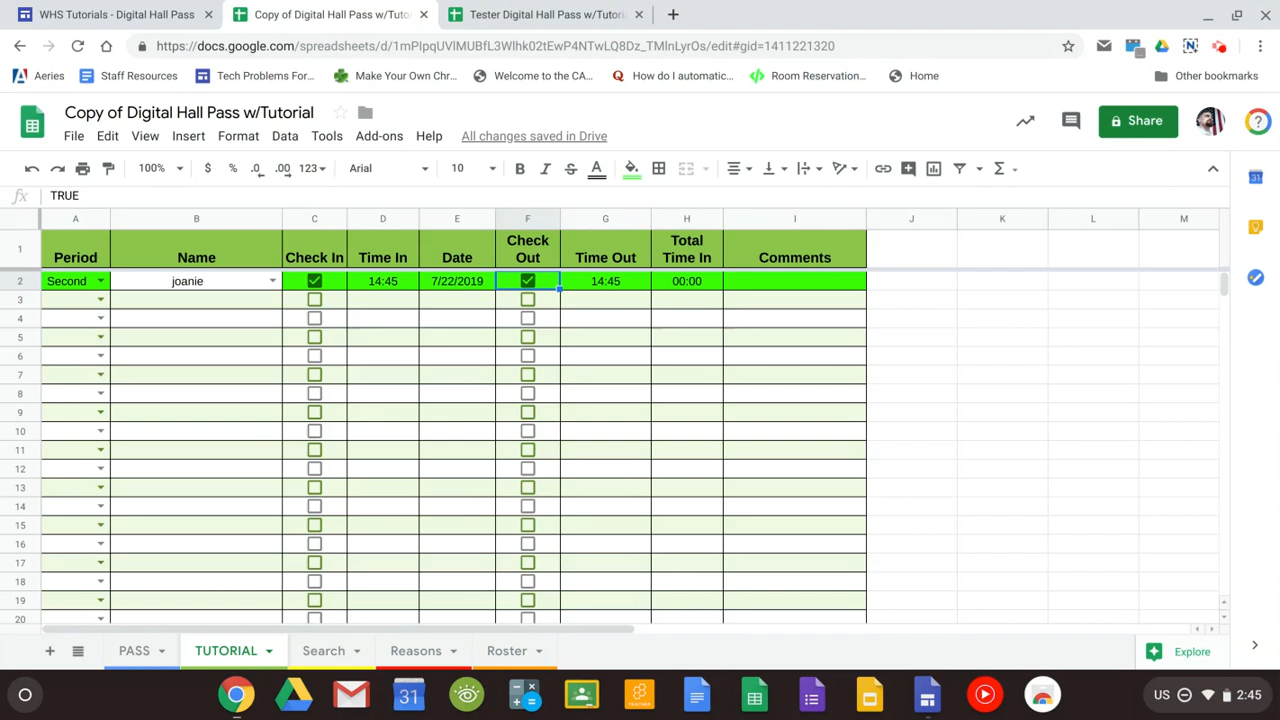 WHS Tutorials - Digital Hall Pass
Copy of Digital Hall Pass w/Tutor
Tester Digital Hall Pass w/Tutori
https://docs.google.com/spreadsheets/d/1mPIpqUVlMUBfL3Wlhk02tEwP4NTwLQ8Dz_TMlnLyrOs/edit#gid=1411221320
Aeries
Staff Resources
Tech Problems For...
Make Your Own Chr...
Welcome to the CA...
How do I automatic...
Room Reservation...
Home
Other bookmarks
Copy of Digital Hall Pass w/Tutorial
File Edit View Insert Format Data Tools Add-ons Help All changes saved in Drive
Share
100% $ % .0 .00 123 Arial 10 B I S A Σ
fx TRUE
A B C D E F G H I J K L M
1 Period Name Check In Time In Date Check Out Time Out Total Time In Comments
2 Second joanie 14:45 7/22/2019 14:45 00:00
3
4
5
6
7
8
9
10
11
12
13
14
15
16
17
18
19
20
PASS TUTORIAL Search Reasons Roster
Explore
US 2:45